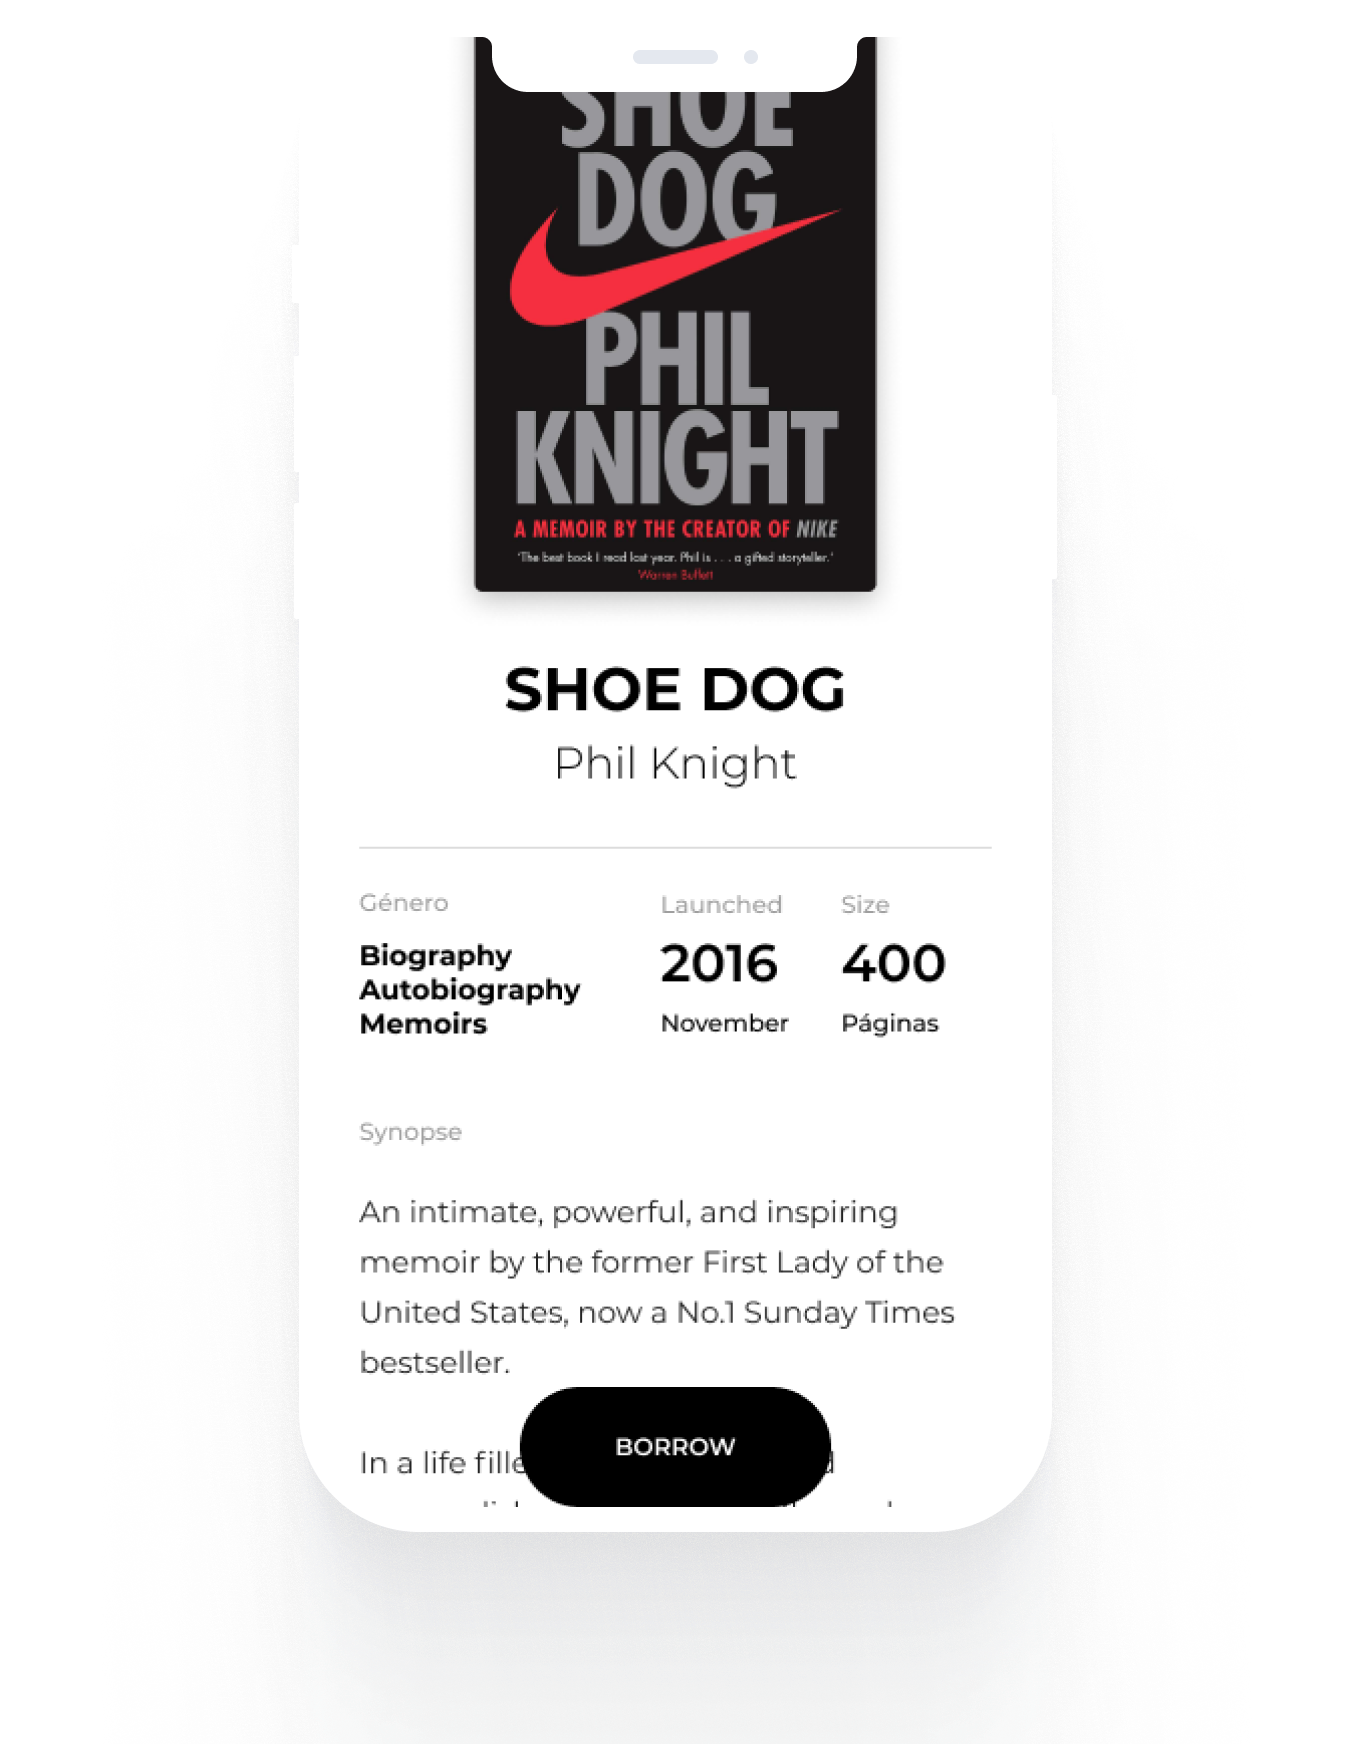 SHOE
DOG
PHIL
KNIGHT
A MEMOIR BY THE CREATOR OF NIKE
'The best book I read last year. Phil is . . . a gifted storyteller.'
Warren Buffett
SHOE DOG
Phil Knight
Género
Launched
Size
Biography
Autobiography
Memoirs
2016
November
400
Páginas
Synopse
An intimate, powerful, and inspiring
memoir by the former First Lady of the
United States, now a No.1 Sunday Times
bestseller.
BORROW
In a life